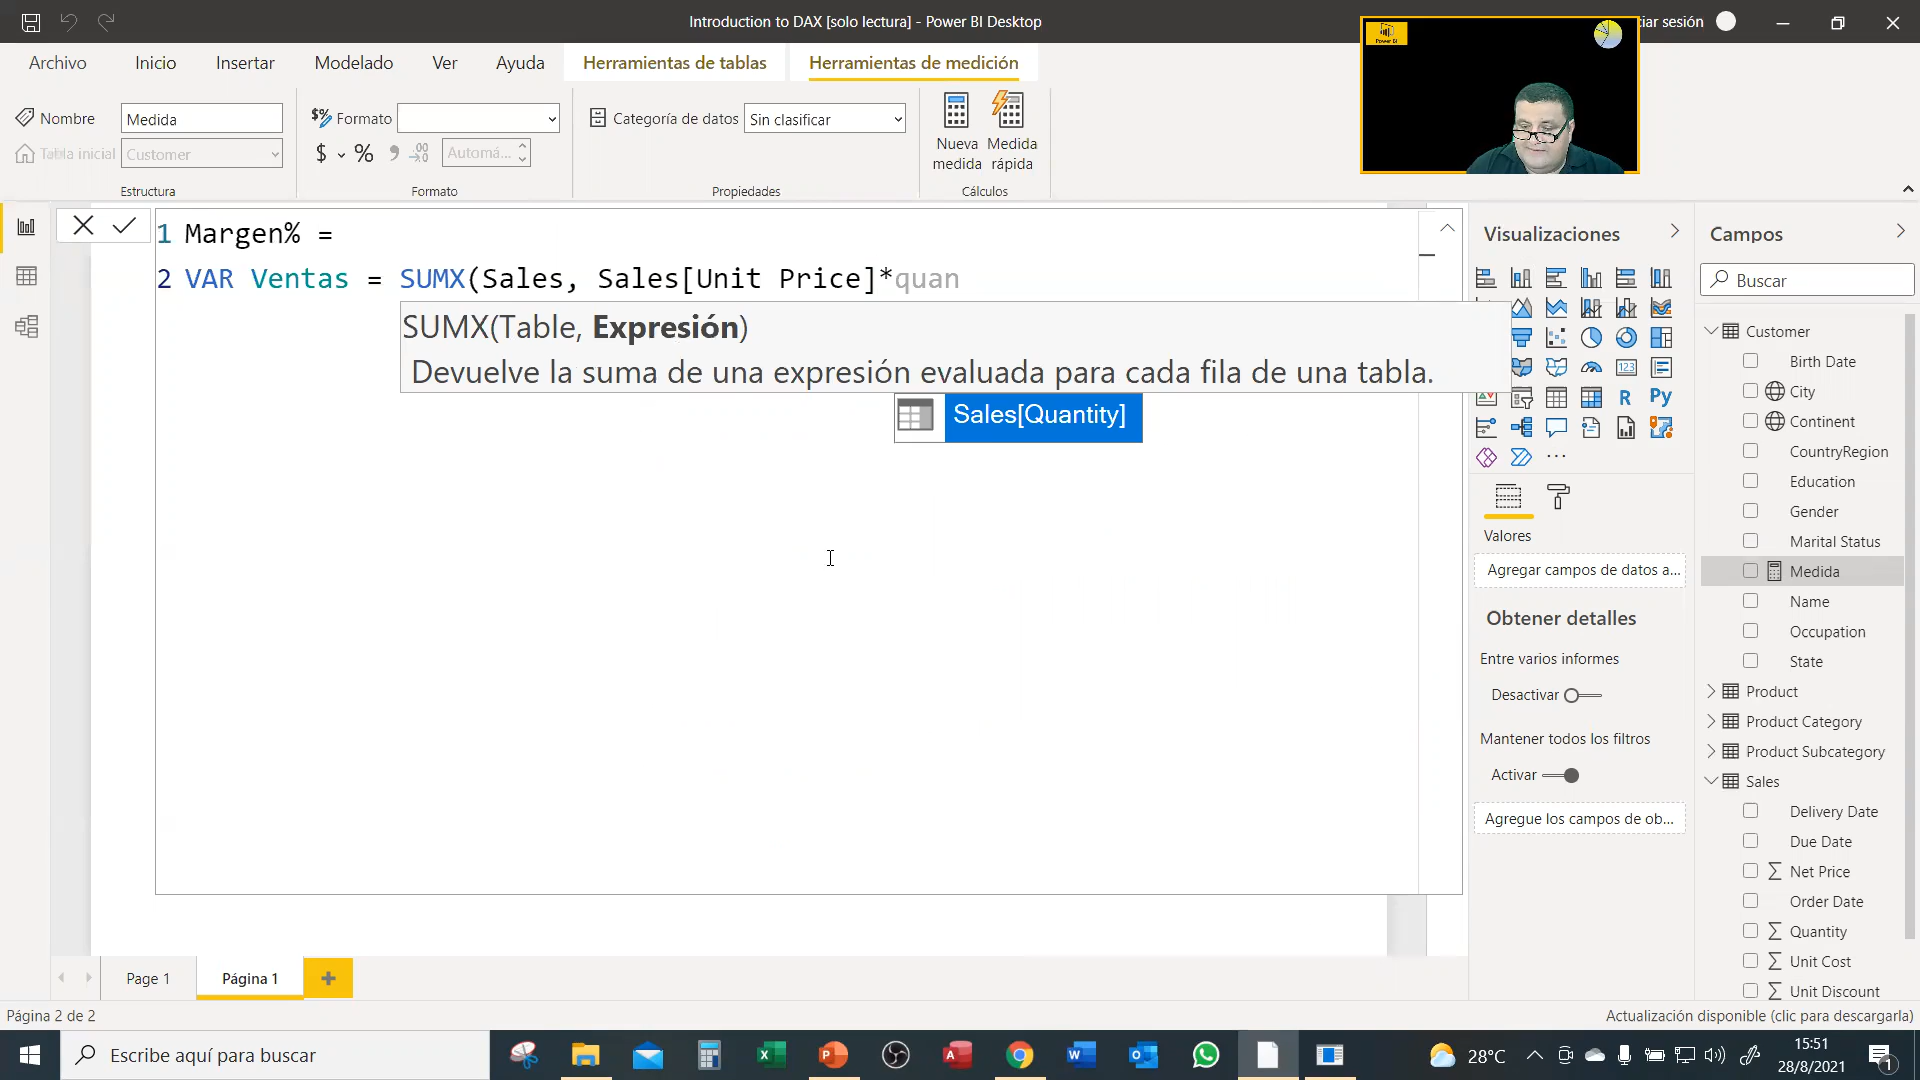 Introduction to DAX [solo lectura] - Power BI Desktop
iar sesión
Power BI
Archivo
Inicio
Insertar
Modelado
Ver
Ayuda
Herramientas de tablas
Herramientas de medición
Nombre
Medida
Tabla inicial
Customer
Estructura
Formato
$
%
Automá...
Formato
Categoría de datos
Sin clasificar
Propiedades
Nueva
medida
Medida
rápida
Cálculos
1 Margen% =
2 VAR Ventas = SUMX(Sales, Sales[Unit Price]*quan
SUMX(Table, Expresión)
Devuelve la suma de una expresión evaluada para cada fila de una tabla.
Sales[Quantity]
Visualizaciones
123
R
Py
Valores
Agregar campos de datos a...
Obtener detalles
Entre varios informes
Desactivar
Mantener todos los filtros
Activar
Agregue los campos de ob...
Campos
Buscar
Customer
Birth Date
City
Continent
CountryRegion
Education
Gender
Marital Status
Medida
Name
Occupation
State
Product
Product Category
Product Subcategory
Sales
Delivery Date
Due Date
Net Price
Order Date
Quantity
Unit Cost
Unit Discount
Page 1
Página 1
Página 2 de 2
Actualización disponible (clic para descargarla)
Escribe aquí para buscar
28°C
15:51
28/8/2021
1